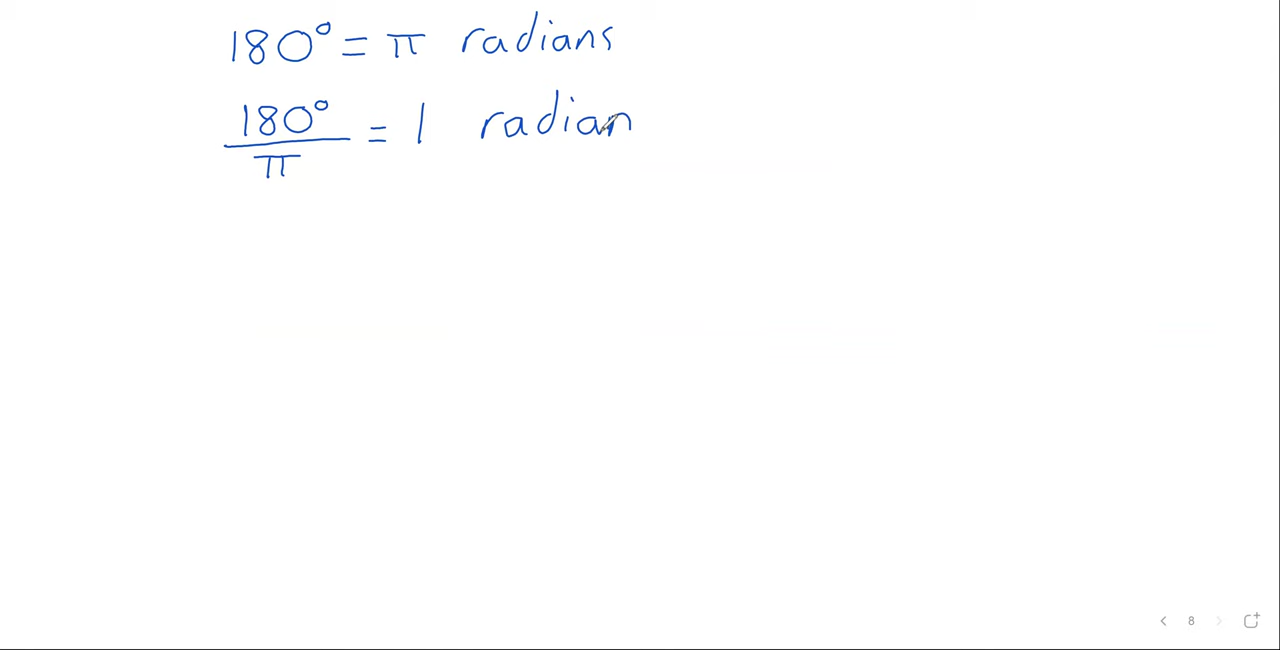 180° = π radians
180°/π = 1 radian
8